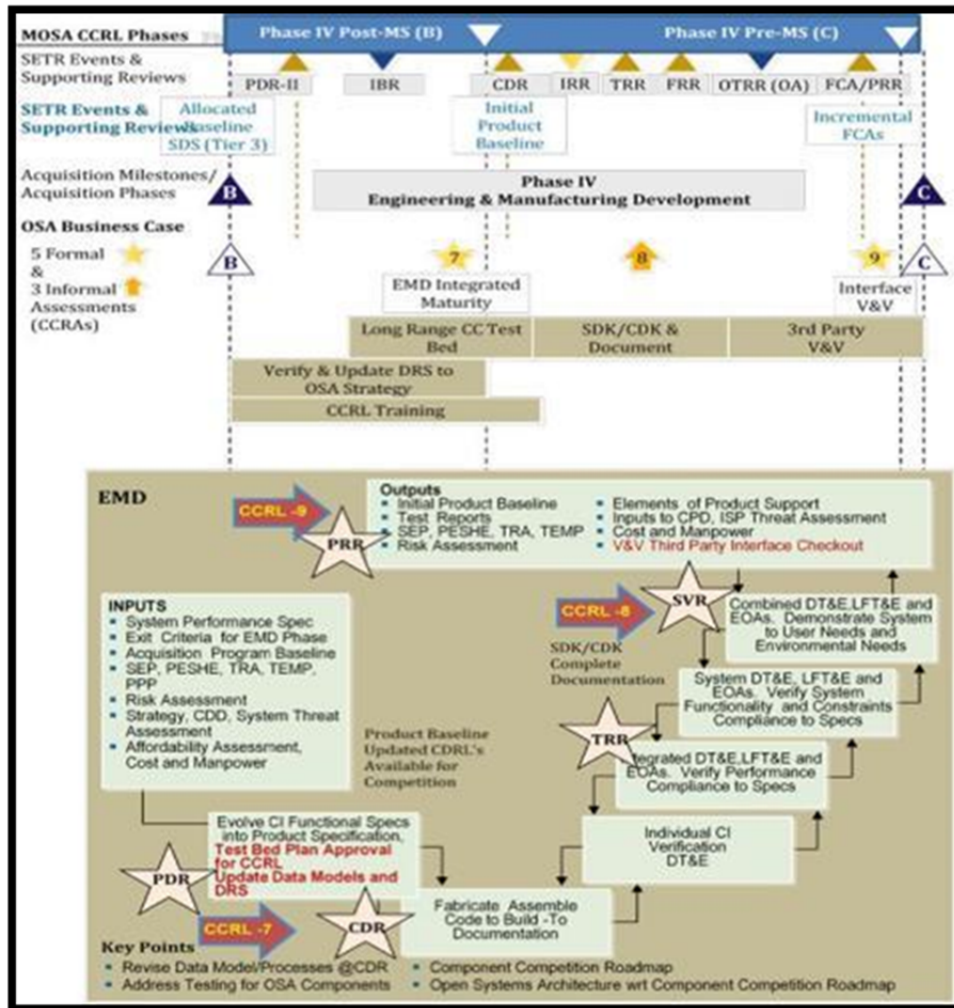 MOSA CCRL Phases
Phase IV Post-MS (B)
Phase IV Pre-MS (C)
SETR Events &
Supporting Reviews
PDR-II
IBR
CDR
IRR
TRR
FRR
OTRR (OA)
FCA/PRR
SETR Events &
Supporting Reviews
Allocated
Baseline
SDS (Tier 3)
Initial
Product
Baseline
Incremental
FCAs
Acquisition Milestones/
Acquisition Phases
B
Phase IV
Engineering & Manufacturing Development
C
OSA Business Case
5 Formal
&
3 Informal
Assessments
(CCRAs)
B
7
8
9
C
EMD Integrated
Maturity
Interface
V&V
Long Range CC Test
Bed
SDK/CDK &
Document
3rd Party
V&V
Verify & Update DRS to
OSA Strategy
CCRL Training
EMD
CCRL -9
PRR
Outputs
▪ Initial Product Baseline
▪ Test Reports
▪ SEP, PESHE, TRA, TEMP
▪ Risk Assessment
▪ Elements of Product Support
▪ Inputs to CPD, ISP Threat Assessment
▪ Cost and Manpower
▪ V&V Third Party Interface Checkout
INPUTS
▪ System Performance Spec
▪ Exit Criteria for EMD Phase
▪ Acquisition Program Baseline
▪ SEP, PESHE, TRA, TEMP,
PPP
▪ Risk Assessment
▪ Strategy, CDD, System Threat
Assessment
▪ Affordability Assessment,
Cost and Manpower
CCRL -8
SVR
SDK/CDK
Complete
Documentation
Combined DT&E,LFT&E and
EOAs. Demonstrate System
to User Needs and
Environmental Needs
System DT&E, LFT&E and
EOAs. Verify System
Functionality and Constraints
Compliance to Specs
TRR
tegrated DT&E,LFT&E and
EOAs. Verify Performance
Compliance to Specs
Product Baseline
Updated CDRL's
Available for
Competition
Individual CI
Verification
DT&E
Evolve CI Functional Specs
into Product Specification,
Test Bed Plan Approval
for CCRL
Update Data Models and
DRS
PDR
CCRL -7
CDR
Fabricate Assemble
Code to Build -To
Documentation
Key Points
▪ Revise Data Model/Processes @CDR
▪ Address Testing for OSA Components
▪ Component Competition Roadmap
▪ Open Systems Architecture wrt Component Competition Roadmap